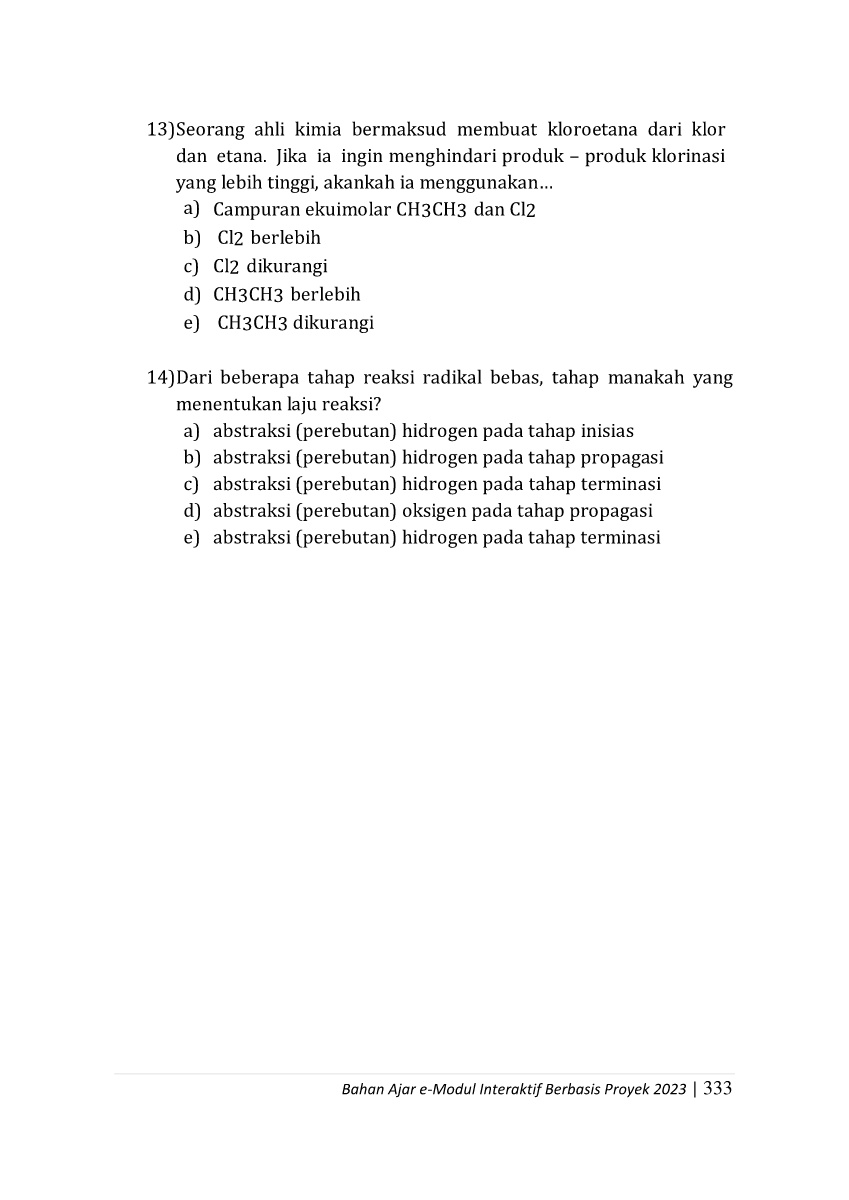 13)Seorang ahli kimia bermaksud membuat kloroetana dari klor
dan etana. Jika ia ingin menghindari produk – produk klorinasi
yang lebih tinggi, akankah ia menggunakan…
a) Campuran ekuimolar CH3CH3 dan Cl2
b) Cl2 berlebih
c) Cl2 dikurangi
d) CH3CH3 berlebih
e) CH3CH3 dikurangi
14)Dari beberapa tahap reaksi radikal bebas, tahap manakah yang
menentukan laju reaksi?
a) abstraksi (perebutan) hidrogen pada tahap inisias
b) abstraksi (perebutan) hidrogen pada tahap propagasi
c) abstraksi (perebutan) hidrogen pada tahap terminasi
d) abstraksi (perebutan) oksigen pada tahap propagasi
e) abstraksi (perebutan) hidrogen pada tahap terminasi
Bahan Ajar e-Modul Interaktif Berbasis Proyek 2023 | 333